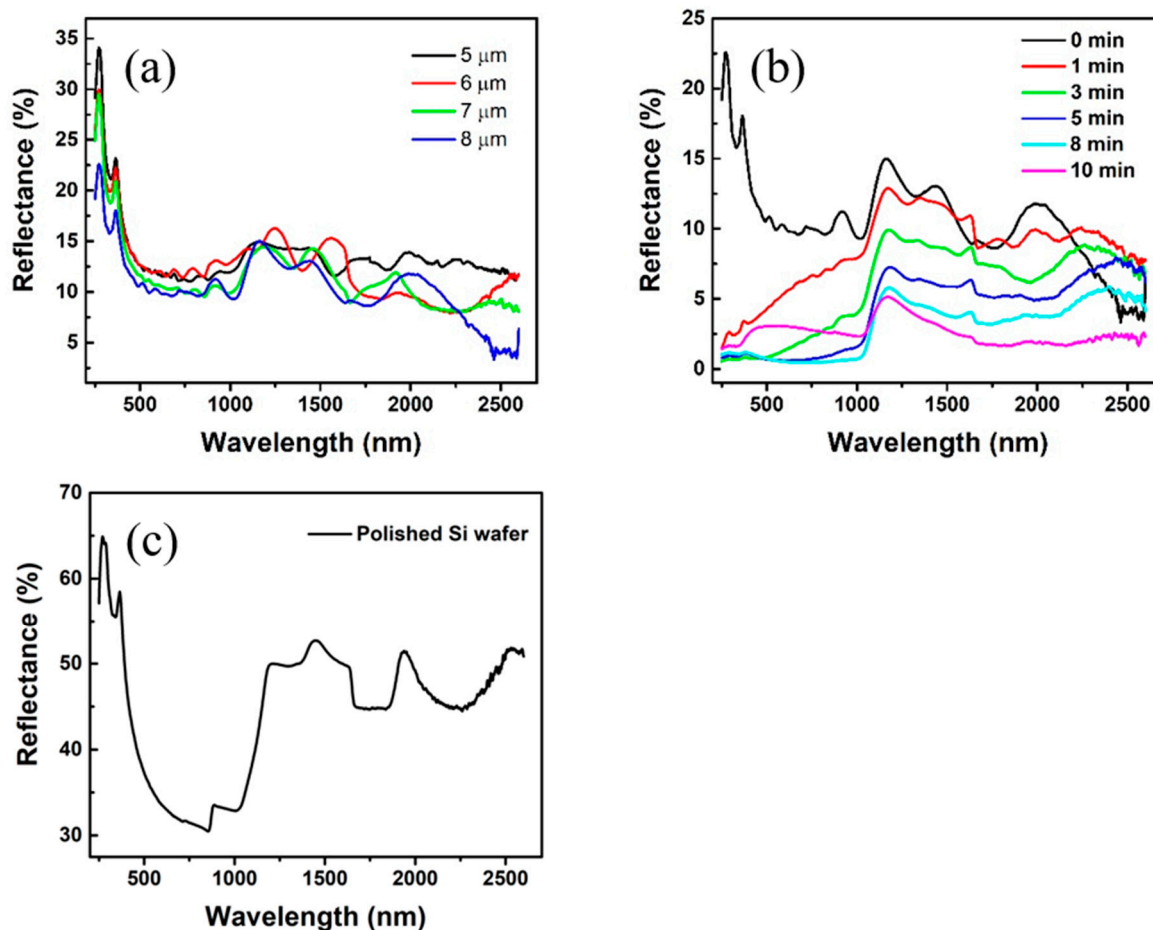 (a)
5 μm
6 μm
7 μm
8 μm
Reflectance (%)
35
30
25
20
15
10
5
500 1000 1500 2000 2500
Wavelength (nm)
(b)
0 min
1 min
3 min
5 min
8 min
10 min
Reflectance (%)
25
20
15
10
5
0
500 1000 1500 2000 2500
Wavelength (nm)
(c)
Polished Si wafer
Reflectance (%)
70
60
50
40
30
500 1000 1500 2000 2500
Wavelength (nm)